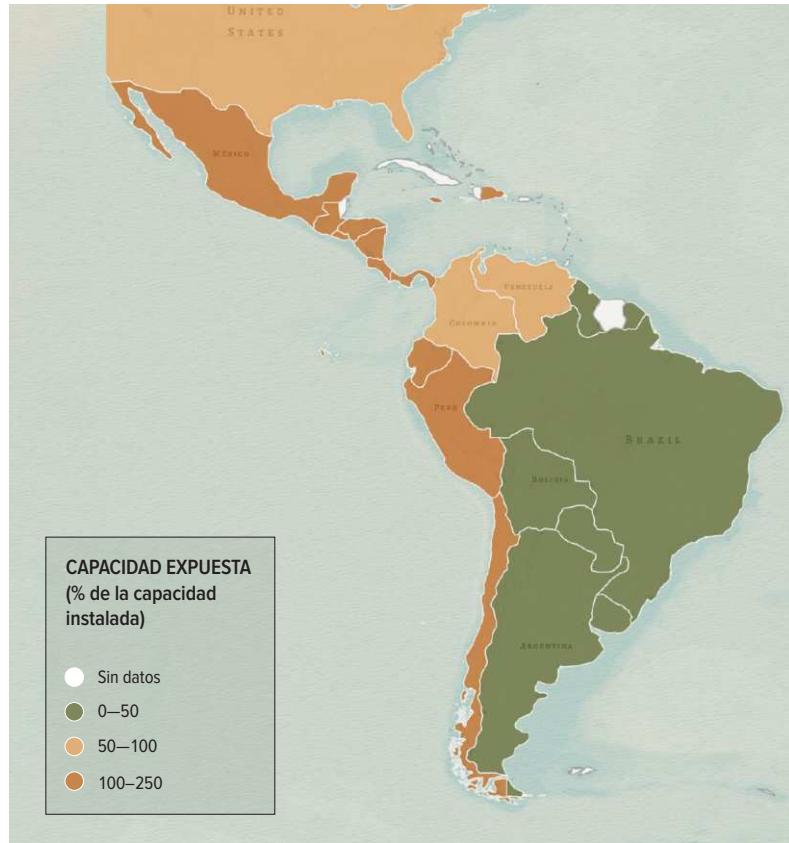 UNITED
STATES
MÉXICO
VENEZUELA
COLOMBIA
PERÚ
BRAZIL
BOLIVIA
ARGENTINA
CAPACIDAD EXPUESTA
(% de la capacidad
instalada)
Sin datos
0—50
50—100
100–250